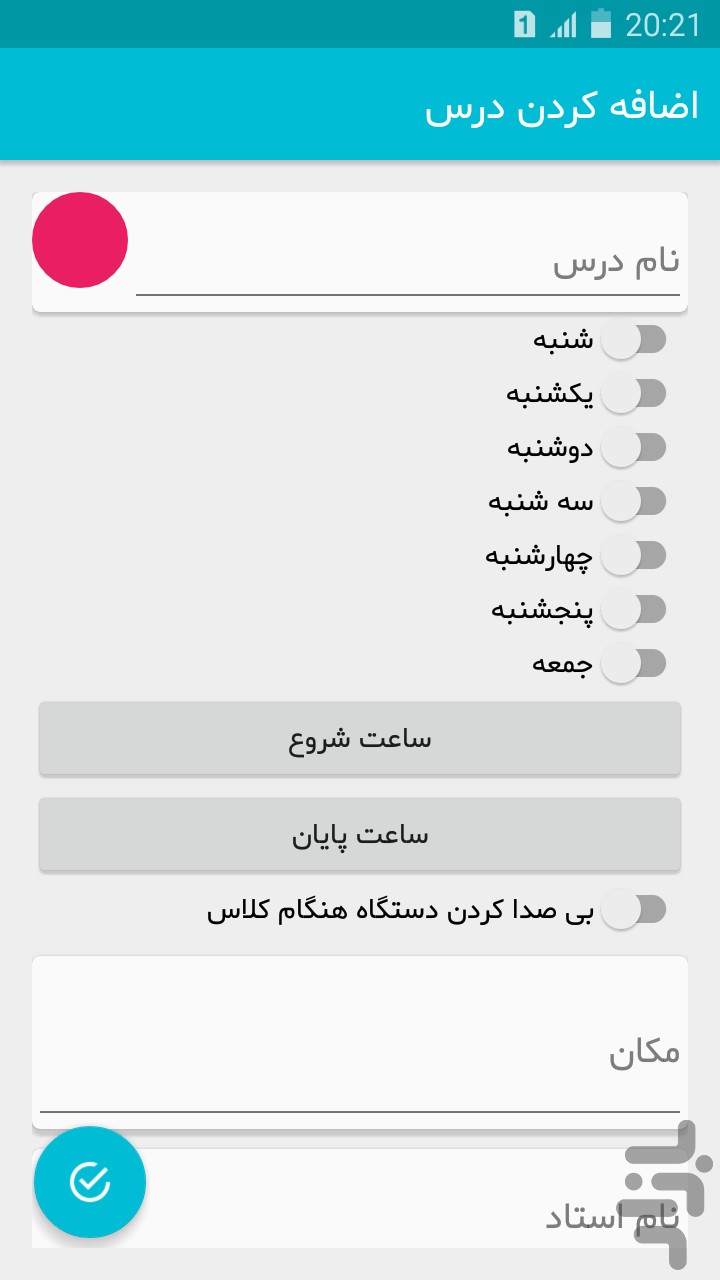 20:21
1
اضافه کردن درس
نام درس
شنبه
یکشنبه
دوشنبه
سه شنبه
چهارشنبه
پنجشنبه
جمعه
ساعت شروع
ساعت پایان
بی صدا کردن دستگاه هنگام کلاس
مکان
نام استاد
بازار